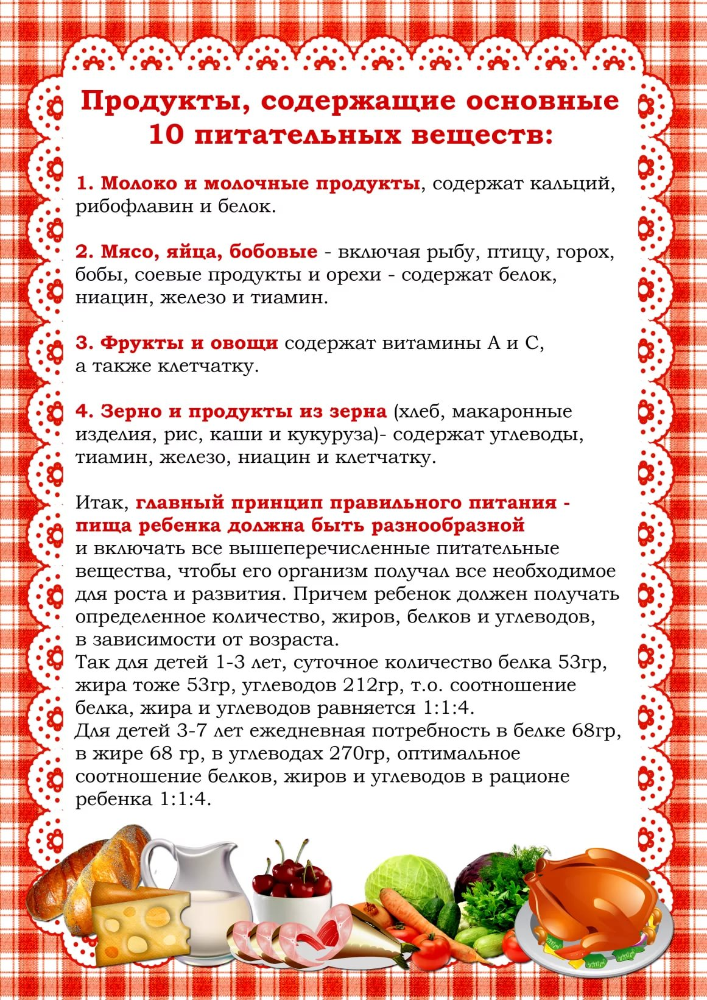 Продукты, содержащие основные
10 питательных веществ:
1. Молоко и молочные продукты, содержат кальций,
рибофлавин и белок.
2. Мясо, яйца, бобовые - включая рыбу, птицу, горох,
бобы, соевые продукты и орехи - содержат белок,
ниацин, железо и тиамин.
3. Фрукты и овощи содержат витамины А и С,
а также клетчатку.
4. Зерно и продукты из зерна (хлеб, макаронные
изделия, рис, каши и кукуруза)- содержат углеводы,
тиамин, железо, ниацин и клетчатку.
Итак, главный принцип правильного питания -
пища ребенка должна быть разнообразной
и включать все вышеперечисленные питательные
вещества, чтобы его организм получал все необходимое
для роста и развития. Причем ребенок должен получать
определенное количество, жиров, белков и углеводов,
в зависимости от возраста.
Так для детей 1-3 лет, суточное количество белка 53гр,
жира тоже 53гр, углеводов 212гр, т.о. соотношение
белка, жира и углеводов равняется 1:1:4.
Для детей 3-7 лет ежедневная потребность в белке 68гр,
в жире 68 гр, в углеводах 270гр, оптимальное
соотношение белков, жиров и углеводов в рационе
ребенка 1:1:4.